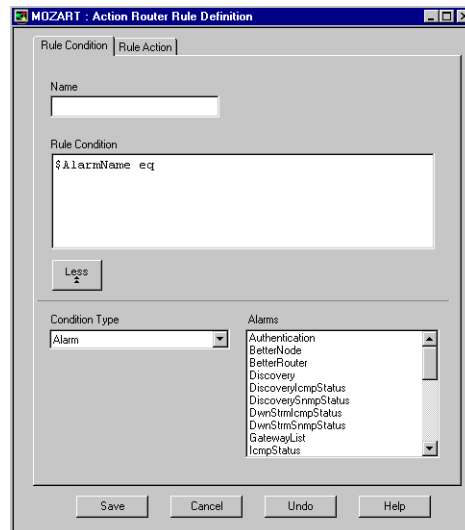 MOZART : Action Router Rule Definition
Rule Condition Rule Action
Name
Rule Condition
$AlarmName eq
Less
Condition Type Alarms
Alarm
Authentication
BetterNode
BetterRouter
Discovery
DiscoveryIcmpStatus
DiscoverySnmpStatus
DwnStrmIcmpStatus
DwnStrmSnmpStatus
GatewayList
IcmpStatus
Save Cancel Undo Help